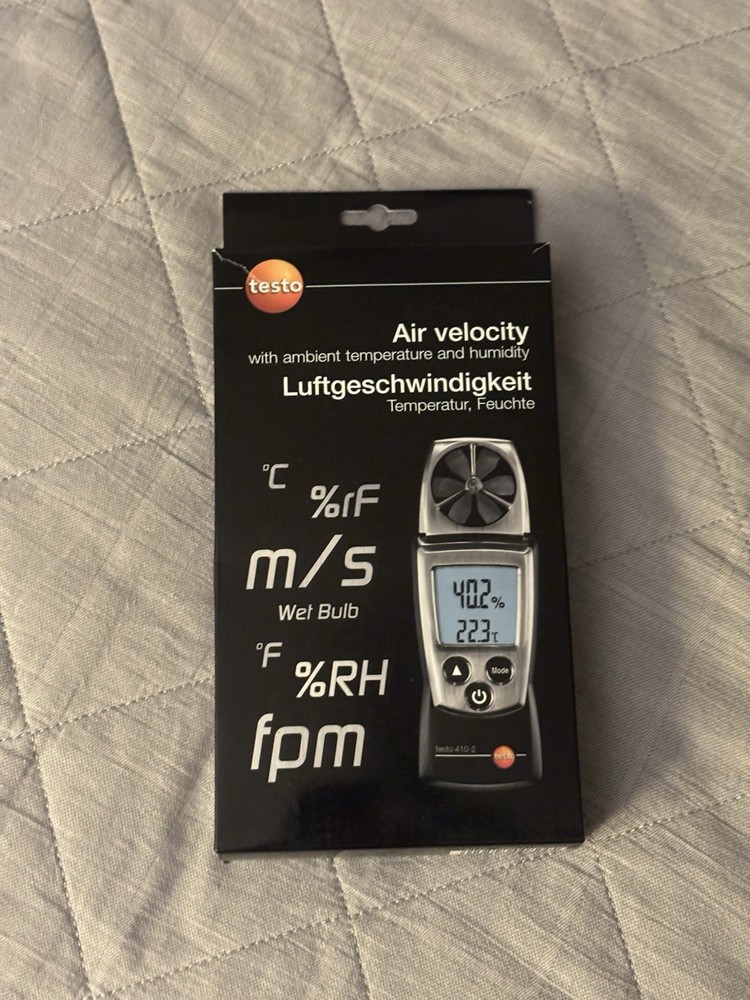 testo
Air velocity
with ambient temperature and humidity
Luftgeschwindigkeit
Temperatur, Feuchte
°C
%rF
m/s
Wet Bulb
°F
%RH
fpm
40.2%
22.3°C
Mode
testo 410-2
testo